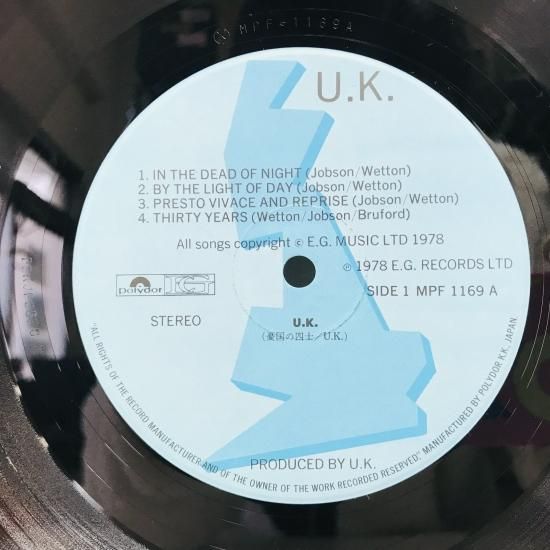 MPF-1169A
U.K.
1. IN THE DEAD OF NIGHT (Jobson/Wetton)
2. BY THE LIGHT OF DAY (Jobson/Wetton)
3. PRESTO VIVACE AND REPRISE (Jobson/Wetton)
4. THIRTY YEARS (Wetton/Jobson/Bruford)
All songs copyright © E.G. MUSIC LTD 1978
℗ 1978 E.G. RECORDS LTD
polydor EG
SIDE 1 MPF 1169 A
STEREO
U.K.
(憂国の四士/U.K.)
PRODUCED BY U.K.
"ALL RIGHTS OF THE RECORD MANUFACTURER AND OF THE OWNER OF THE WORK RECORDED RESERVED." MANUFACTURED BY POLYDOR K.K. JAPAN